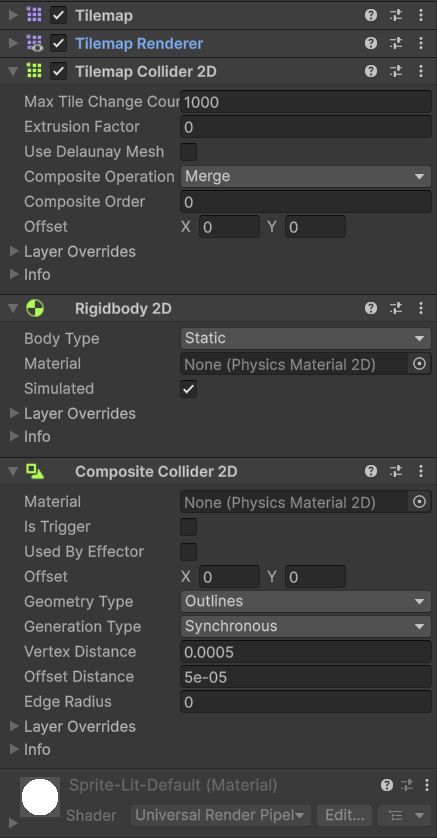 Tilemap
Tilemap Renderer
Tilemap Collider 2D
Max Tile Change Cour 1000
Extrusion Factor 0
Use Delaunay Mesh
Composite Operation Merge
Composite Order 0
Offset X 0 Y 0
Layer Overrides
Info
Rigidbody 2D
Body Type Static
Material None (Physics Material 2D)
Simulated
Layer Overrides
Info
Composite Collider 2D
Material None (Physics Material 2D)
Is Trigger
Used By Effector
Offset X 0 Y 0
Geometry Type Outlines
Generation Type Synchronous
Vertex Distance 0.0005
Offset Distance 5e-05
Edge Radius 0
Layer Overrides
Info
Sprite-Lit-Default (Material)
Shader Universal Render Pipel Edit...